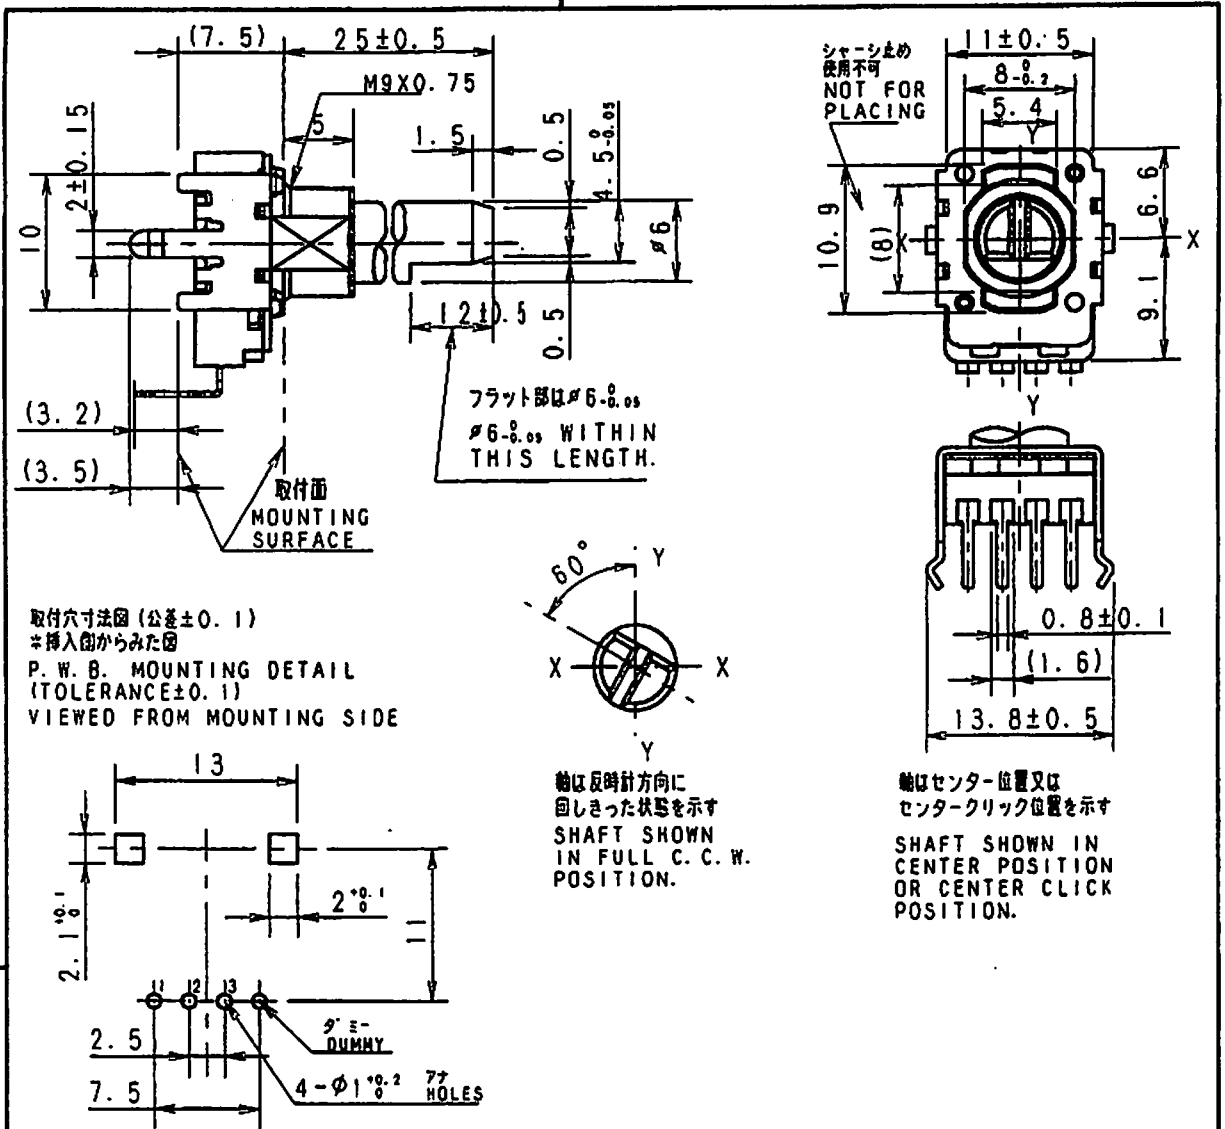 (7.5)
25±0.5
M9X0.75
5
1.5
0.5
4.5-0.05 0
2±0.15
10
ø6
12±0.5
0.5
(3.2)
(3.5)
フラット部はø6-0.05 0
ø6-0.05 0 WITHIN
THIS LENGTH.
取付面
MOUNTING
SURFACE
シャーシ止め
使用不可
NOT FOR
PLACING
11±0.5
8-0.2 0
5.4
Y
10.9
(8)
X
X
6.6
9.1
Y
0.8±0.1
(1.6)
13.8±0.5
軸はセンター位置又は
センタークリック位置を示す
SHAFT SHOWN IN
CENTER POSITION
OR CENTER CLICK
POSITION.
60°
Y
X
X
Y
軸は反時計方向に
回しきった状態を示す
SHAFT SHOWN
IN FULL C.C.W.
POSITION.
取付穴寸法図(公差±0.1)
*挿入側からみた図
P.W.B. MOUNTING DETAIL
(TOLERANCE±0.1)
VIEWED FROM MOUNTING SIDE
13
2.1+0.1 0
2+0.1 0
11
1
2
3
ダミー
DUMMY
2.5
7.5
4-ø1+0.2 0 アナ
HOLES